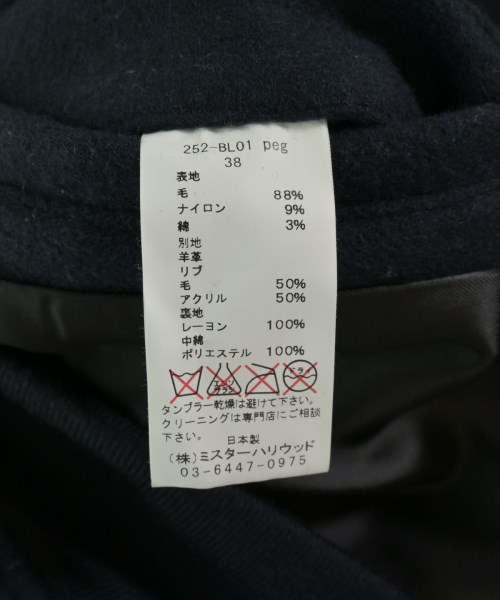 252-BL01 peg
38
表地
毛 88%
ナイロン 9%
綿 3%
別地
羊革
リブ
毛 50%
アクリル 50%
裏地
レーヨン 100%
中綿
ポリエステル 100%
タンブラー乾燥は避けて下さい。
クリーニングは専門店にご相談
下さい。
日本製
(株)ミスターハリウッド
03-6447-0975